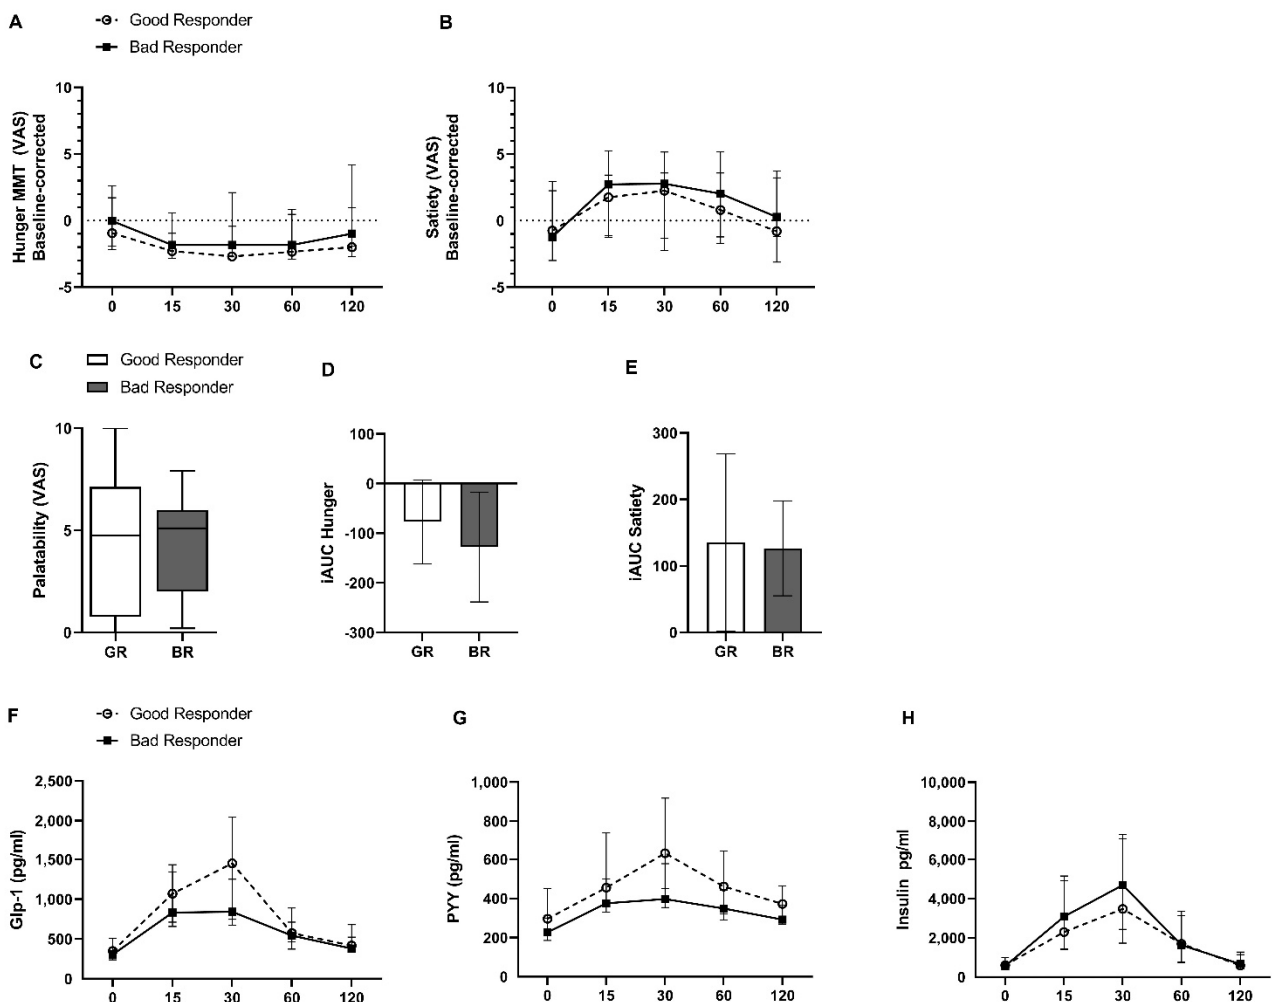 A
Good Responder
Bad Responder
B
Hunger MMT (VAS)
Baseline-corrected
10
5
0
-5
0 15 30 60 120
Satiety (VAS)
Baseline-corrected
10
5
0
-5
0 15 30 60 120
C
Good Responder
Bad Responder
D
E
Palatability (VAS)
10
5
0
GR BR
iAUC Hunger
100
0
-100
-200
-300
GR BR
iAUC Satiety
300
200
100
0
GR BR
F
Good Responder
Bad Responder
G
H
Glp-1 (pg/ml)
2,500
2,000
1,500
1,000
500
0
0 15 30 60 120
PYY (pg/ml)
1,000
800
600
400
200
0
0 15 30 60 120
Insulin pg/ml
10,000
8,000
6,000
4,000
2,000
0
0 15 30 60 120